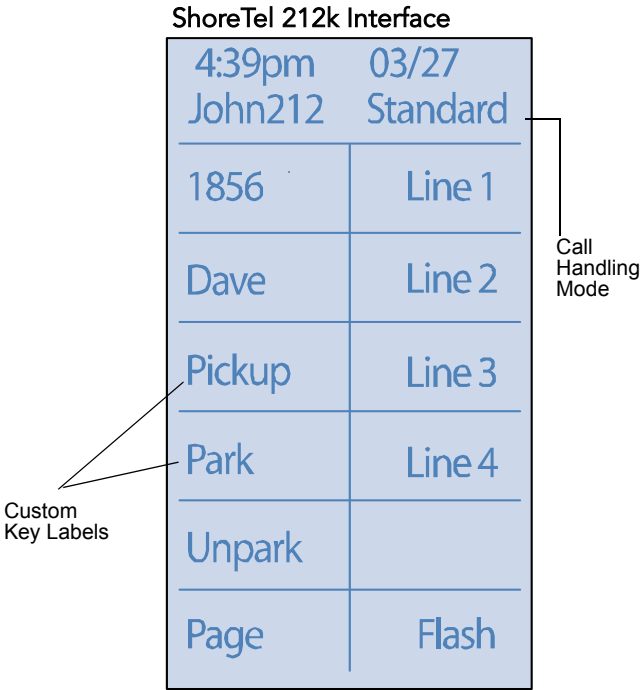 ShoreTel 212k Interface
4:39pm 03/27
John212 Standard
1856 Line 1
Dave Line 2
Pickup Line 3
Park Line 4
Unpark
Page Flash
Call
Handling
Mode
Custom
Key Labels